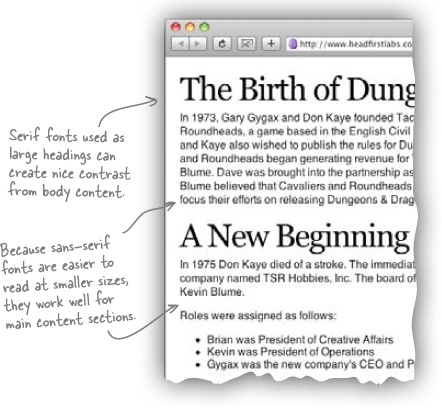 http://www.headfirstlabs.co
The Birth of Dung
In 1973, Gary Gygax and Don Kaye founded Tac
Roundheads, a game based in the English Civil
and Kaye also wished to publish the rules for Du
and Roundheads began generating revenue for
Blume. Dave was brought into the partnership as
Blume believed that Cavaliers and Roundheads
focus their efforts on releasing Dungeons & Drag
Serif fonts used as
large headings can
create nice contrast
from body content.
A New Beginning
In 1975 Don Kaye died of a stroke. The immediat
company named TSR Hobbies, Inc. The board of
Kevin Blume.
Roles were assigned as follows:
• Brian was President of Creative Affairs
• Kevin was President of Operations
• Gygax was the new company's CEO and P
Because sans-serif
fonts are easier to
read at smaller sizes,
they work well for
main content sections.